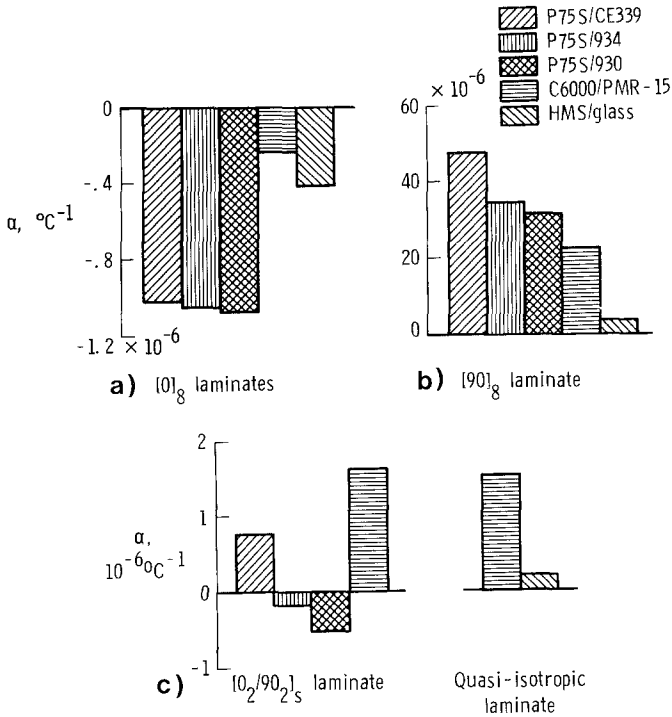 P75S/CE339
P75S/934
P75S/930
C6000/PMR-15
HMS/glass
0
-.4
-.8
-1.2 × 10⁻⁶
α, °C⁻¹
a) [0]₈ laminates
× 10⁻⁶
60
40
20
0
b) [90]₈ laminate
2
1
0
-1
α,
10⁻⁶°C⁻¹
c) [0₂/90₂]ₛ laminate
Quasi-isotropic
laminate